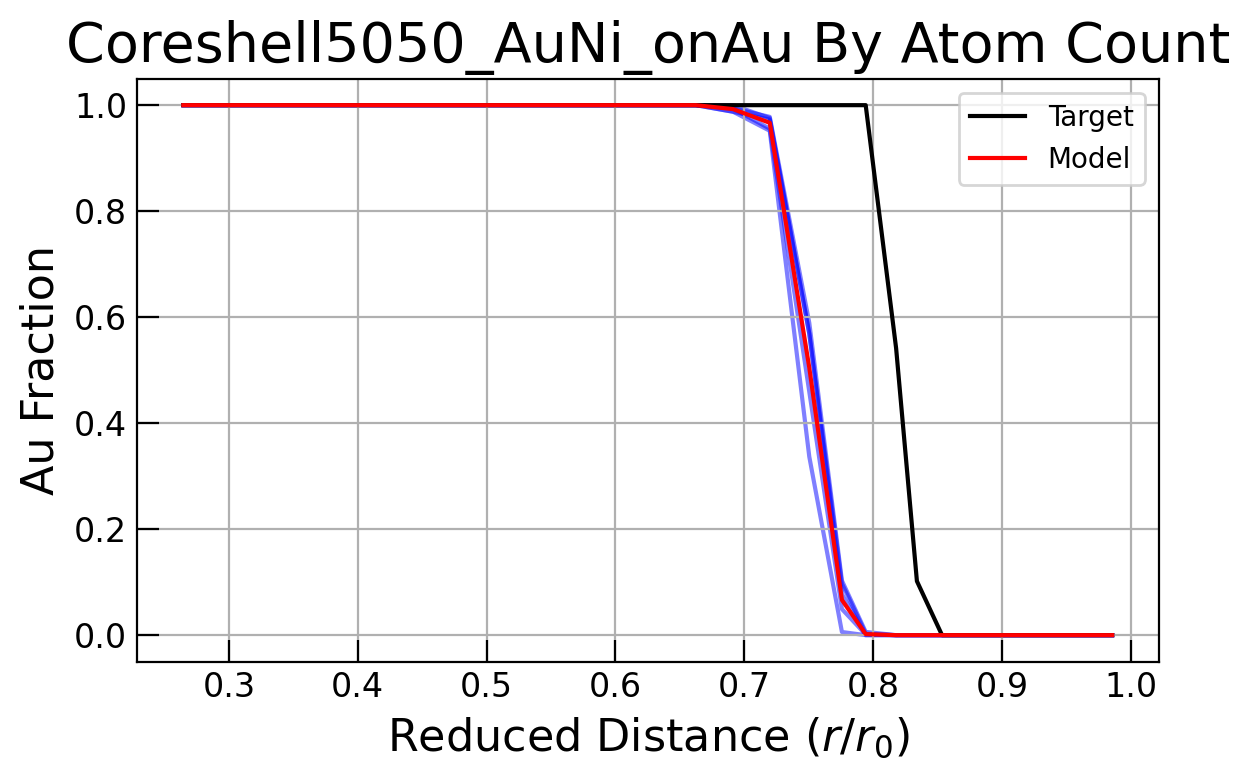 Coreshell5050_AuNi_onAu By Atom Count
Target
Model
Au Fraction
1.0
0.8
0.6
0.4
0.2
0.0
0.3 0.4 0.5 0.6 0.7 0.8 0.9 1.0
Reduced Distance (r/r₀)